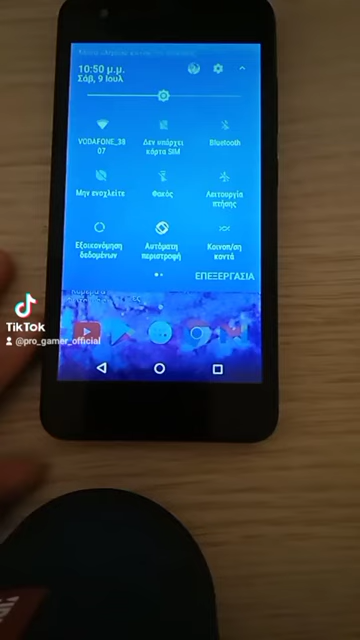 10:50 μ.μ.
Σάβ, 9 Ιουλ
VODAFONE_38
07
Δεν υπάρχει
κάρτα SIM
Bluetooth
Μην ενοχλείτε
Φακός
Λειτουργία
πτήσης
Εξοικονόμηση
δεδομένων
Αυτόματη
περιστροφή
Κοινοπ/ση
κοντά
ΕΠΕΞΕΡΓΑΣΙΑ
TikTok
@pro_gamer_official